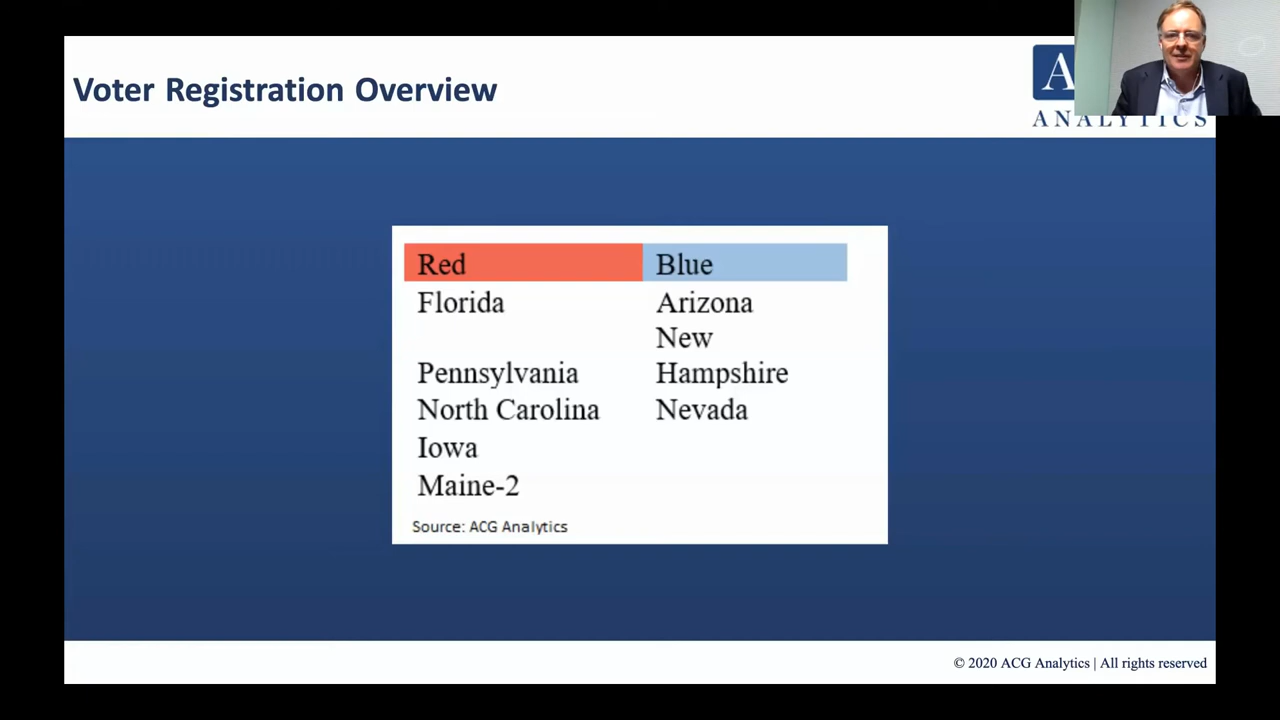 Voter Registration Overview
A
ANALYTICS
Red Blue
Florida Arizona
New
Pennsylvania Hampshire
North Carolina Nevada
Iowa
Maine-2
Source: ACG Analytics
© 2020 ACG Analytics | All rights reserved